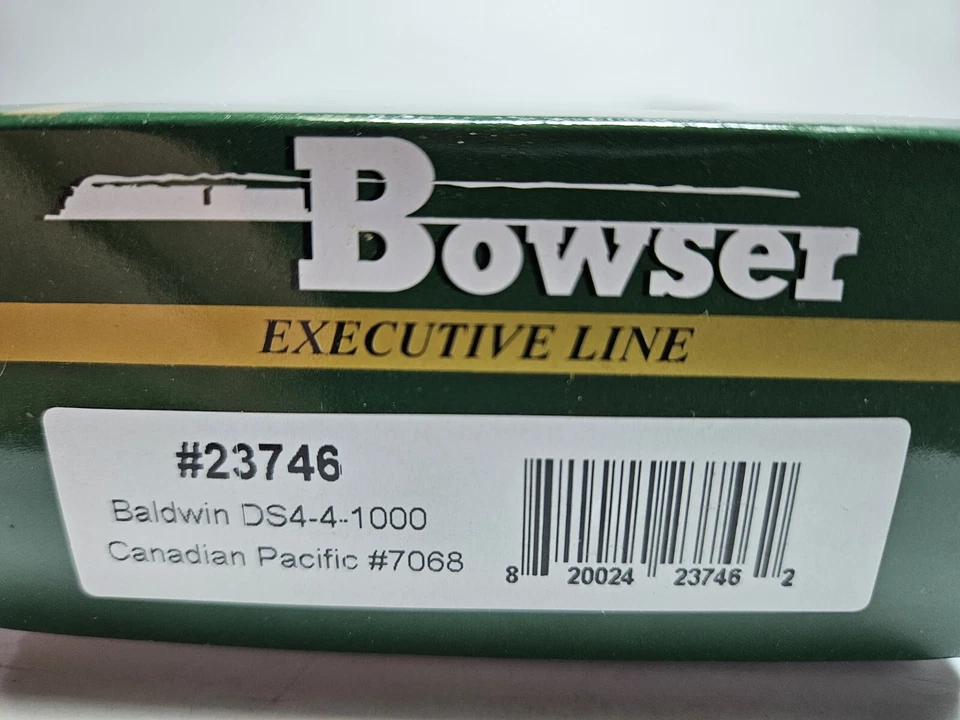 Bowser
EXECUTIVE LINE
#23746
Baldwin DS4-4-1000
Canadian Pacific #7068
8 20024 23746 2